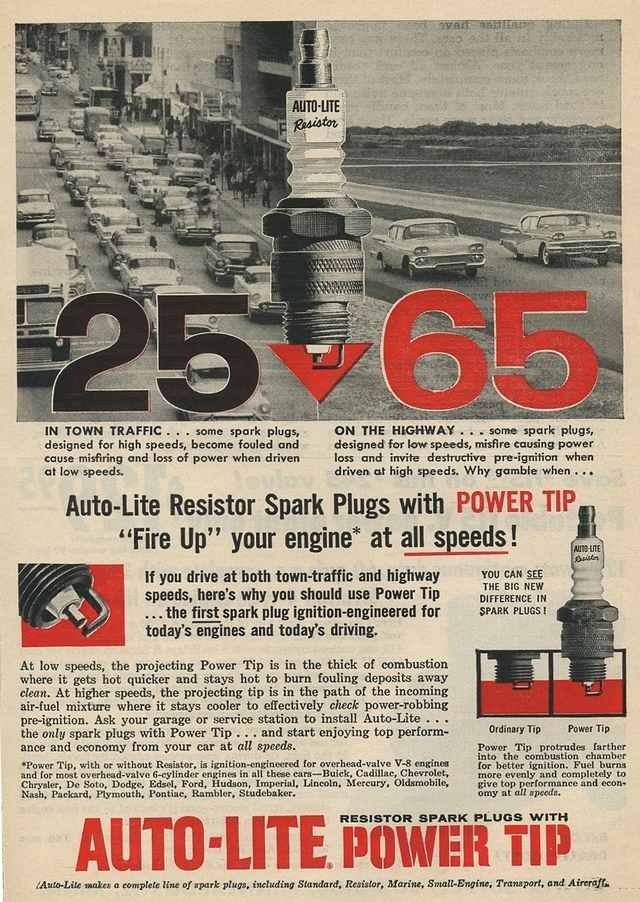 AUTO-LITE
Resistor
25 65
IN TOWN TRAFFIC . . . some spark plugs,
designed for high speeds, become fouled and
cause misfiring and loss of power when driven
at low speeds.
ON THE HIGHWAY . . . some spark plugs,
designed for low speeds, misfire causing power
loss and invite destructive pre-ignition when
driven at high speeds. Why gamble when . . .
Auto-Lite Resistor Spark Plugs with POWER TIP
“Fire Up” your engine* at all speeds!
If you drive at both town-traffic and highway
speeds, here's why you should use Power Tip
. . . the first spark plug ignition-engineered for
today's engines and today's driving.
YOU CAN SEE
THE BIG NEW
DIFFERENCE IN
SPARK PLUGS!
AUTO-LITE
Resistor
Ordinary Tip Power Tip
At low speeds, the projecting Power Tip is in the thick of combustion
where it gets hot quicker and stays hot to burn fouling deposits away
clean. At higher speeds, the projecting tip is in the path of the incoming
air-fuel mixture where it stays cooler to effectively check power-robbing
pre-ignition. Ask your garage or service station to install Auto-Lite . . .
the only spark plugs with Power Tip . . . and start enjoying top perform-
ance and economy from your car at all speeds.
*Power Tip, with or without Resistor, is ignition-engineered for overhead-valve V-8 engines
and for most overhead-valve 6-cylinder engines in all these cars—Buick, Cadillac, Chevrolet,
Chrysler, De Soto, Dodge, Edsel, Ford, Hudson, Imperial, Lincoln, Mercury, Oldsmobile,
Nash, Packard, Plymouth, Pontiac, Rambler, Studebaker.
Power Tip protrudes farther
into the combustion chamber
for better ignition. Fuel burns
more evenly and completely to
give top performance and econ-
omy at all speeds.
AUTO-LITE® RESISTOR SPARK PLUGS WITH
POWER TIP
(Auto-Lite makes a complete line of spark plugs, including Standard, Resistor, Marine, Small-Engine, Transport, and Aircraft.